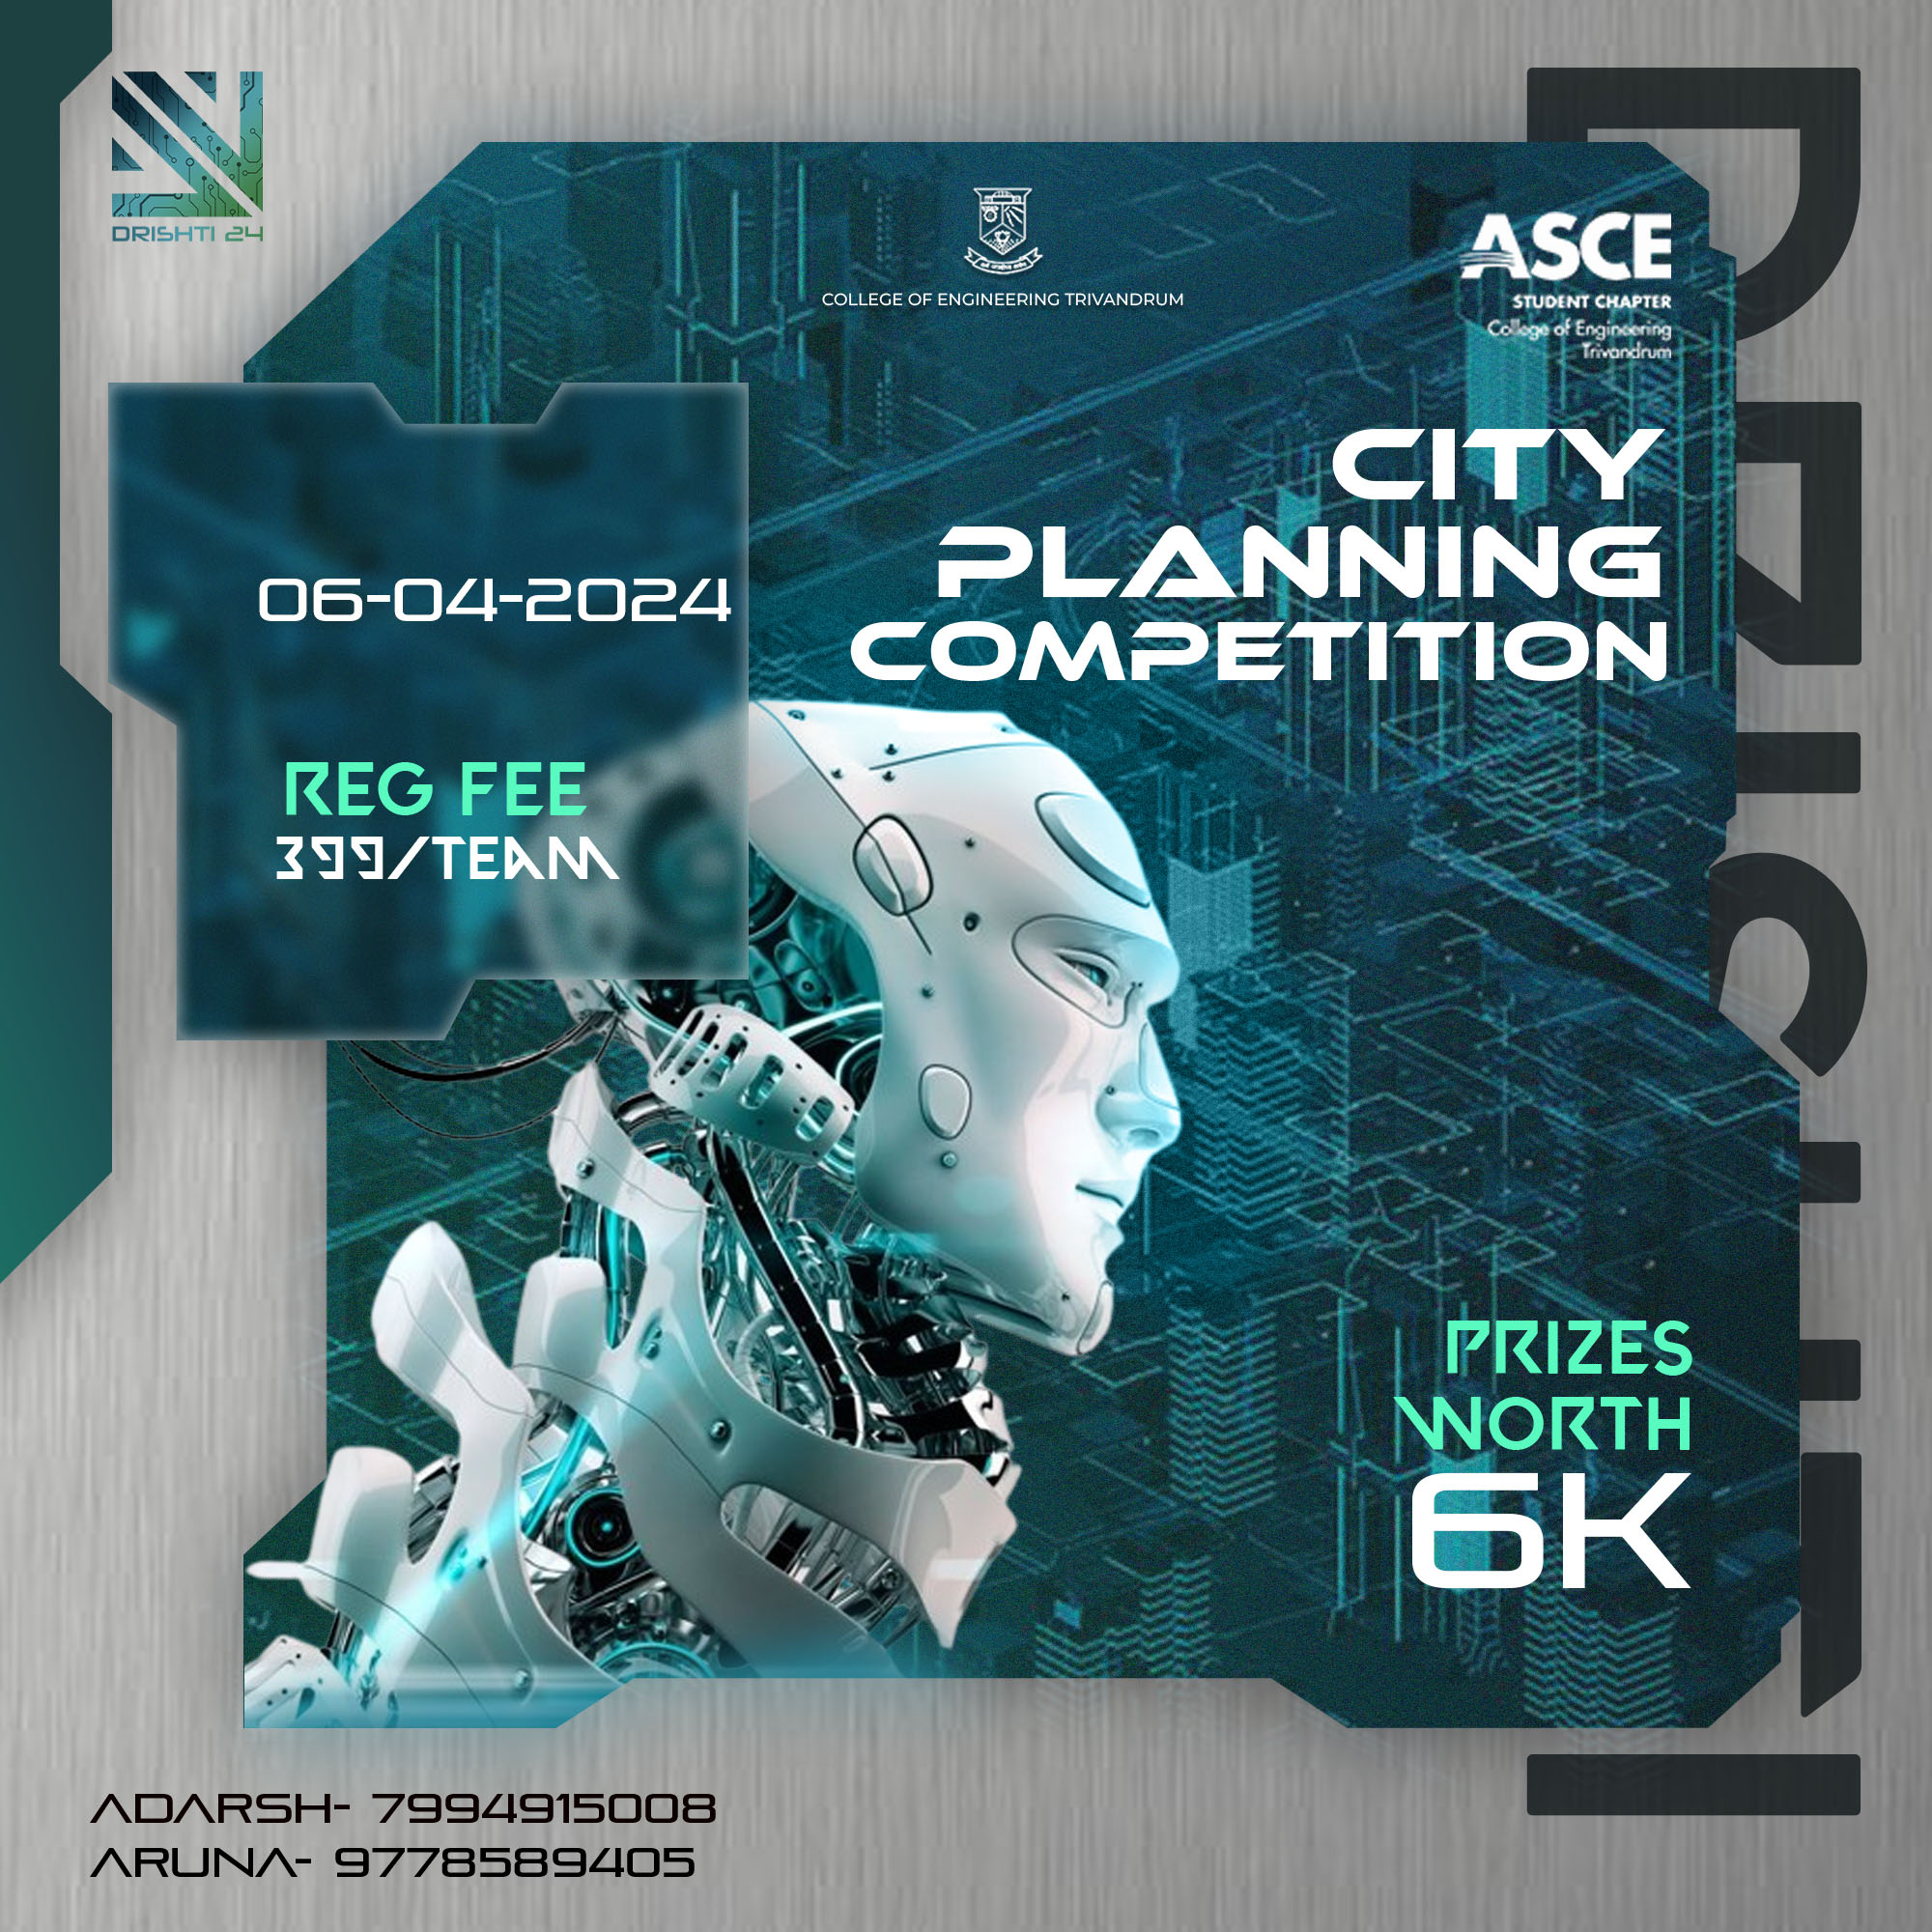 DRISHTI 24
COLLEGE OF ENGINEERING TRIVANDRUM
ASCE
STUDENT CHAPTER
College of Engineering
Trivandrum
CITY
PLANNING
COMPETITION
06-04-2024
REG FEE
399/TEAM
PRIZES
WORTH
6K
DRISHTI
ADARSH- 7994915008
ARUNA- 9778589405